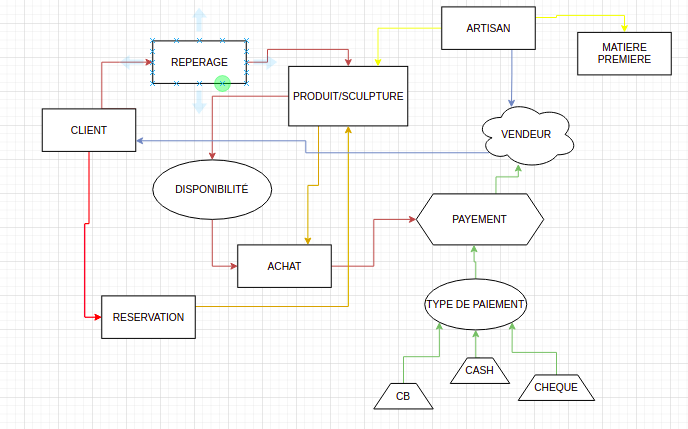 ARTISAN
REPERAGE
MATIERE
PREMIERE
PRODUIT/SCULPTURE
CLIENT
VENDEUR
DISPONIBILITÉ
PAYEMENT
ACHAT
TYPE DE PAIEMENT
RESERVATION
CASH
CHEQUE
CB